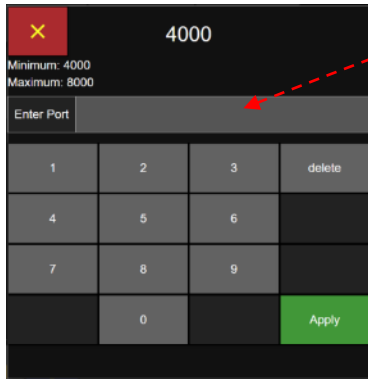 ×
4000
Minimum: 4000
Maximum: 8000
Enter Port
1 2 3 delete
4 5 6
7 8 9
0 Apply